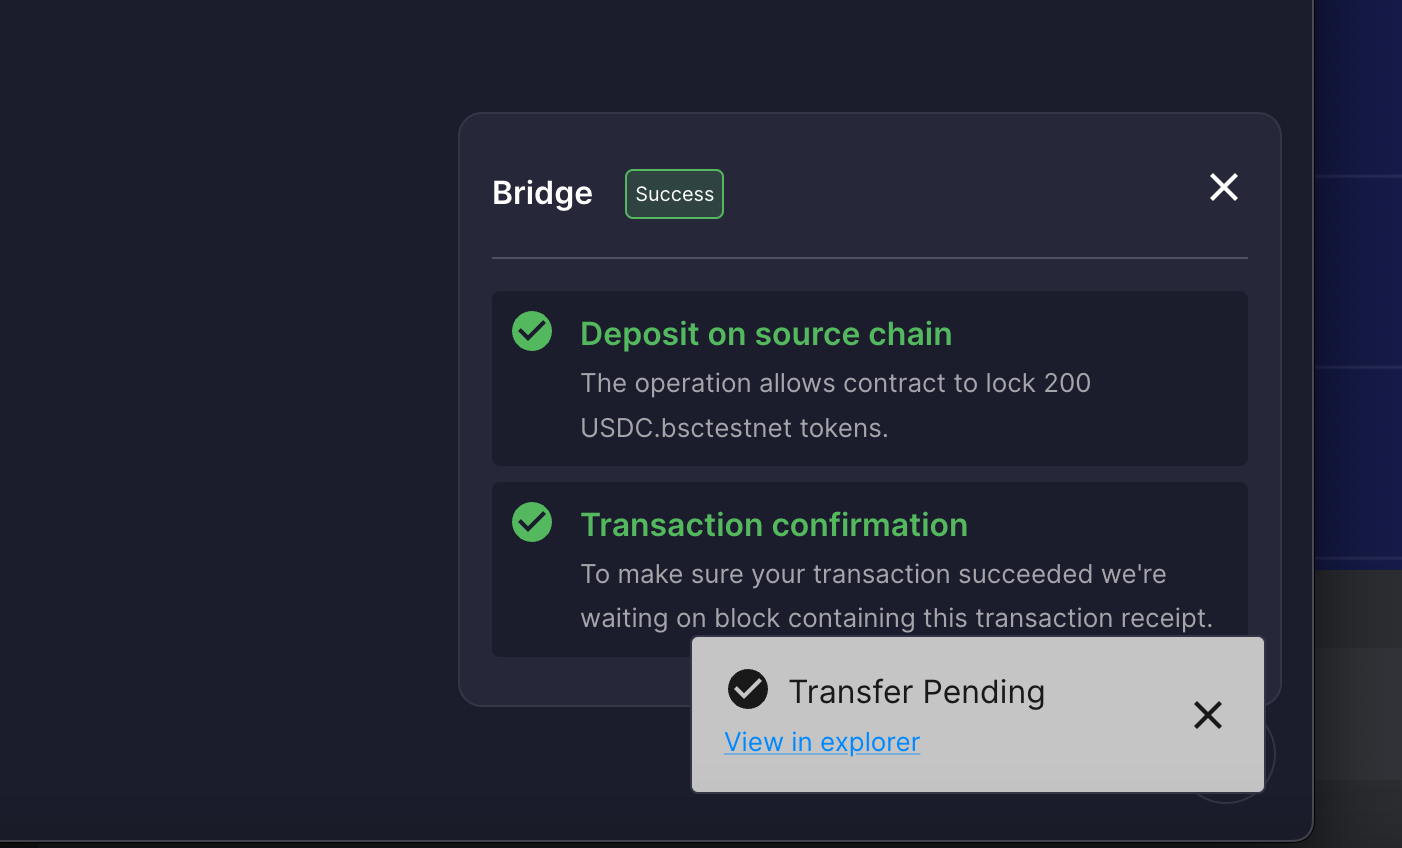 Bridge
Success
Deposit on source chain
The operation allows contract to lock 200
USDC.bsctestnet tokens.
Transaction confirmation
To make sure your transaction succeeded we're
waiting on block containing this transaction receipt.
Transfer Pending
View in explorer